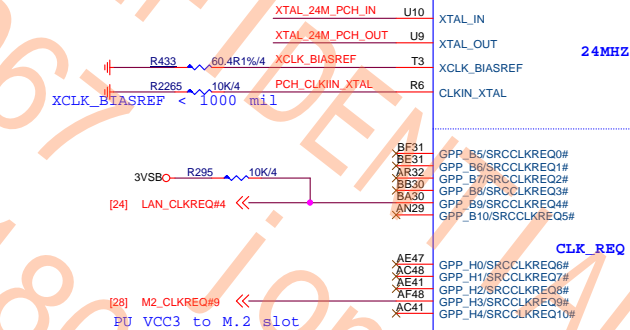 XTAL_24M_PCH_IN U10 XTAL_IN
XTAL_24M_PCH_OUT U9 XTAL_OUT
24MHZ
R433 60.4R1%/4 XCLK_BIASREF T3 XCLK_BIASREF
R2265 10K/4 PCH_CLKIIN_XTAL R6 CLKIN_XTAL
XCLK_BIASREF < 1000 mil
BF31 GPP_B5/SRCCLKREQ0#
BE31 GPP_B6/SRCCLKREQ1#
AR32 GPP_B7/SRCCLKREQ2#
3VSB R295 10K/4 BB30 GPP_B8/SRCCLKREQ3#
[24] LAN_CLKREQ#4 BA30 GPP_B9/SRCCLKREQ4#
AN29 GPP_B10/SRCCLKREQ5#
CLK_REQ
AE47 GPP_H0/SRCCLKREQ6#
AC48 GPP_H1/SRCCLKREQ7#
AE41 GPP_H2/SRCCLKREQ8#
[28] M2_CLKREQ#9 AF48 GPP_H3/SRCCLKREQ9#
AC41 GPP_H4/SRCCLKREQ10#
PU VCC3 to M.2 slot